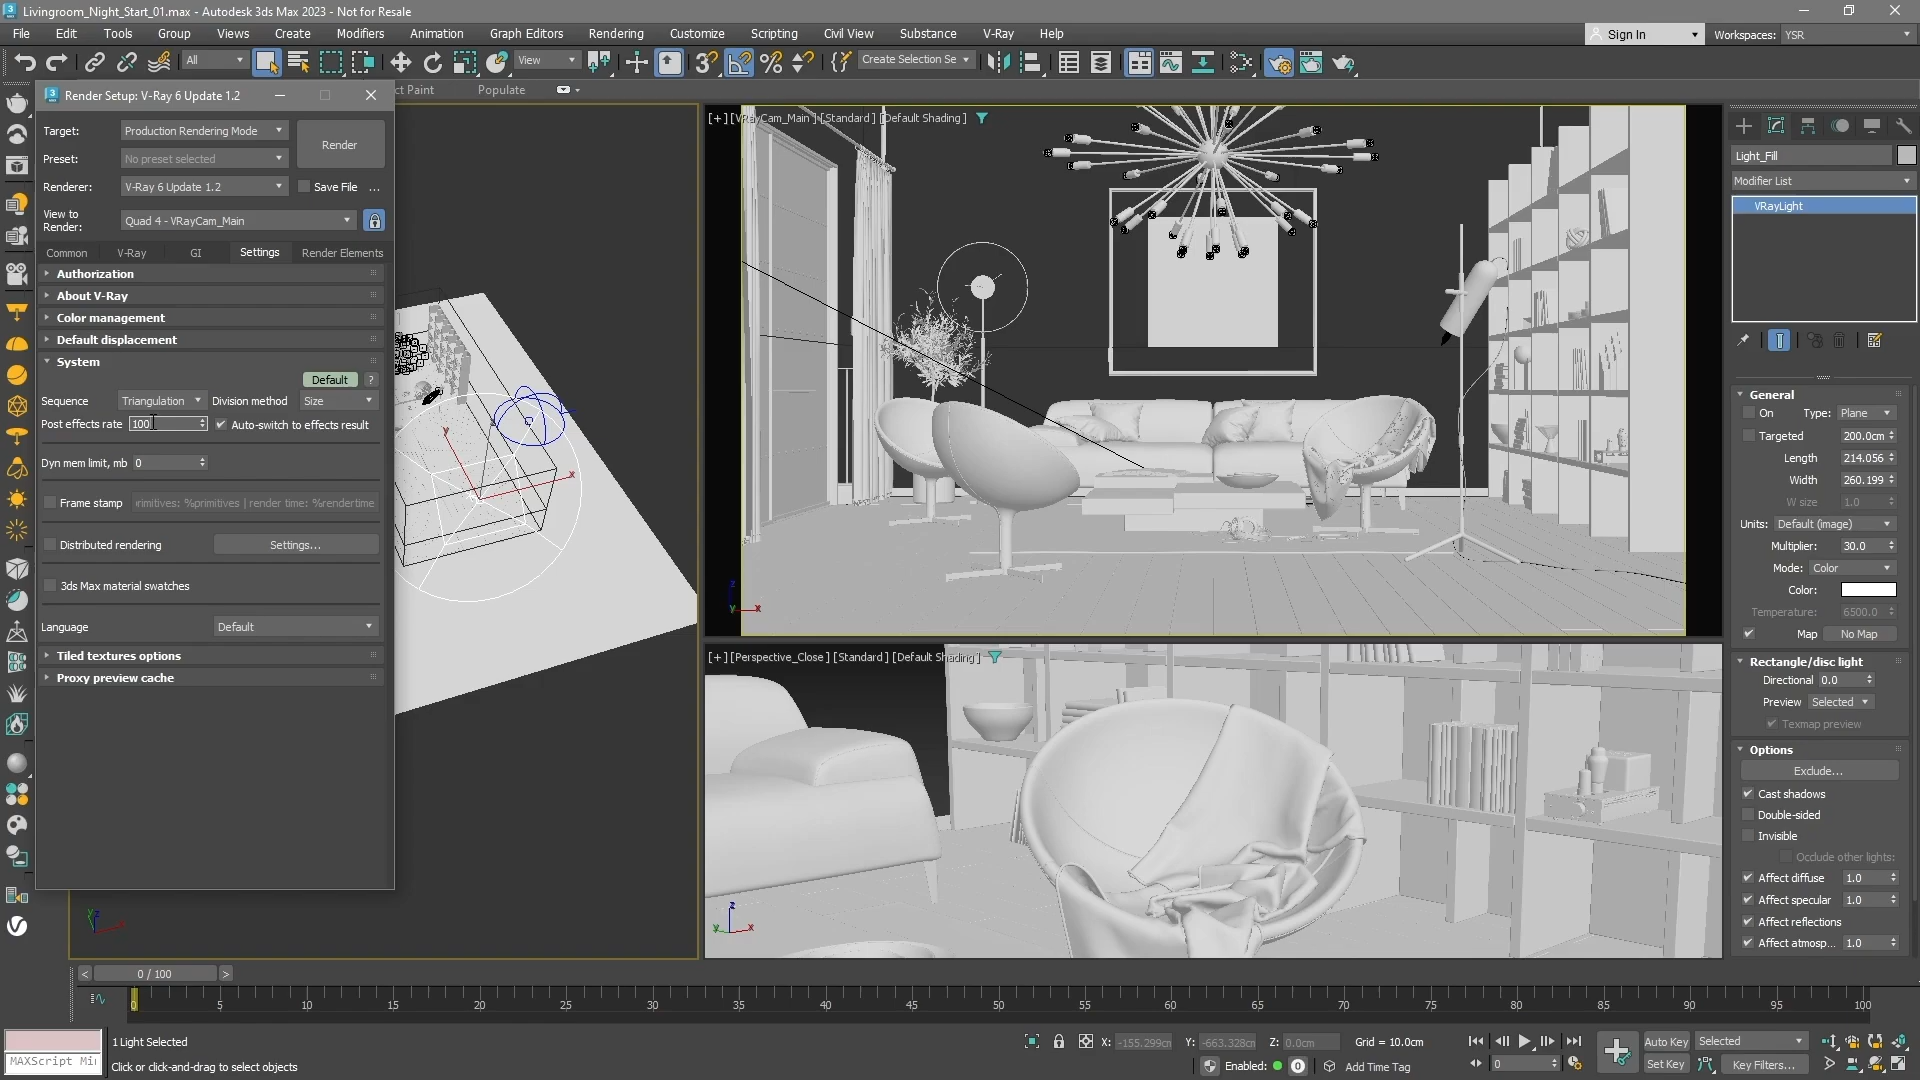 Livingroom_Night_Start_01.max - Autodesk 3ds Max 2023 - Not for Resale
File Edit Tools Group Views Create Modifiers Animation Graph Editors Rendering Customize Scripting Civil View Substance V-Ray Help
Sign In Workspaces: YSR
All View Create Selection Se
ct Paint Populate
Render Setup: V-Ray 6 Update 1.2
Target: Production Rendering Mode
Render
Preset: No preset selected
Renderer: V-Ray 6 Update 1.2 Save File ...
View to Render: Quad 4 - VRayCam_Main
Common V-Ray GI Settings Render Elements
Authorization
About V-Ray
Color management
Default displacement
System
Default ?
Sequence Triangulation Division method Size
Post effects rate 100 Auto-switch to effects result
Dyn mem limit, mb 0
Frame stamp rimitives: %primitives | render time: %rendertime
Distributed rendering Settings...
3ds Max material swatches
Language Default
Tiled textures options
Proxy preview cache
[+] [VRayCam_Main] [Standard] [Default Shading]
[+] [Perspective_Close] [Standard] [Default Shading]
Light_Fill
Modifier List
VRayLight
General
On Type: Plane
Targeted 200.0cm
Length 214.056
Width 260.199
W size 1.0
Units: Default (image)
Multiplier: 30.0
Mode: Color
Color:
Temperature: 6500.0
Map No Map
Rectangle/disc light
Directional 0.0
Preview Selected
Texmap preview
Options
Exclude...
Cast shadows
Double-sided
Invisible
Occlude other lights:
Affect diffuse 1.0
Affect specular 1.0
Affect reflections
Affect atmosp... 1.0
< 0 / 100 >
0 5 10 15 20 25 30 35 40 45 50 55 60 65 70 75 80 85 90 95 100
1 Light Selected
MAXScript Mi
Click or click-and-drag to select objects
X: -155.299cm Y: -663.328cm Z: 0.0cm Grid = 10.0cm
Enabled: 0 Add Time Tag
0
Auto Key Selected
Set Key Key Filters...